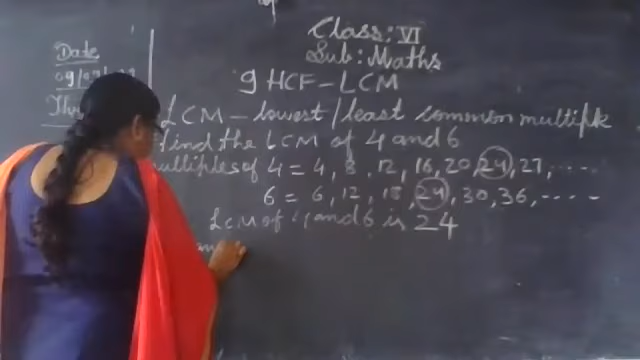 Class: VI
Sub: Maths
Date
09/07/
9 HCF-LCM
LCM - lowest/least common multiple
find the LCM of 4 and 6
multiples of 4 = 4, 8, 12, 16, 20, 24, 27, ....
6 = 6, 12, 18, 24, 30, 36, ....
LCM of 4 and 6 is 24